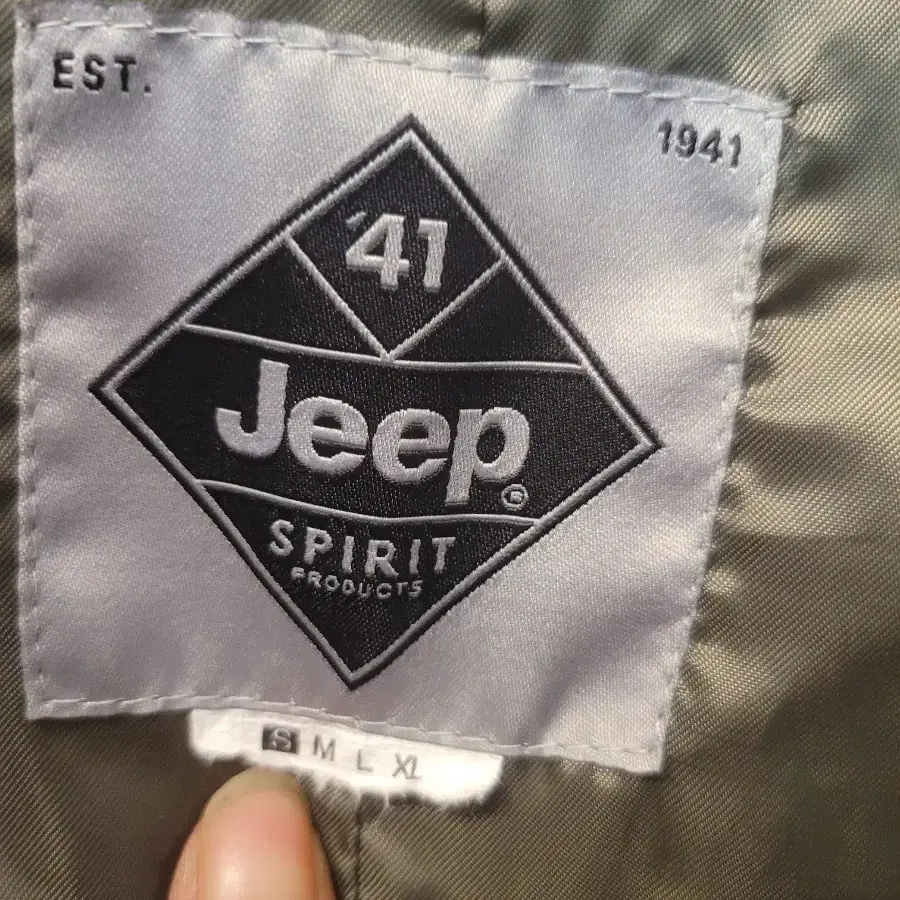 EST.
1941
'41
Jeep®
SPIRIT
PRODUCTS
S M L XL